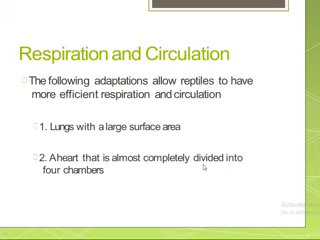 Respiration and Circulation
The following adaptations allow reptiles to have
more efficient respiration and circulation
1. Lungs with a large surface area
2. A heart that is almost completely divided into
four chambers
Activate